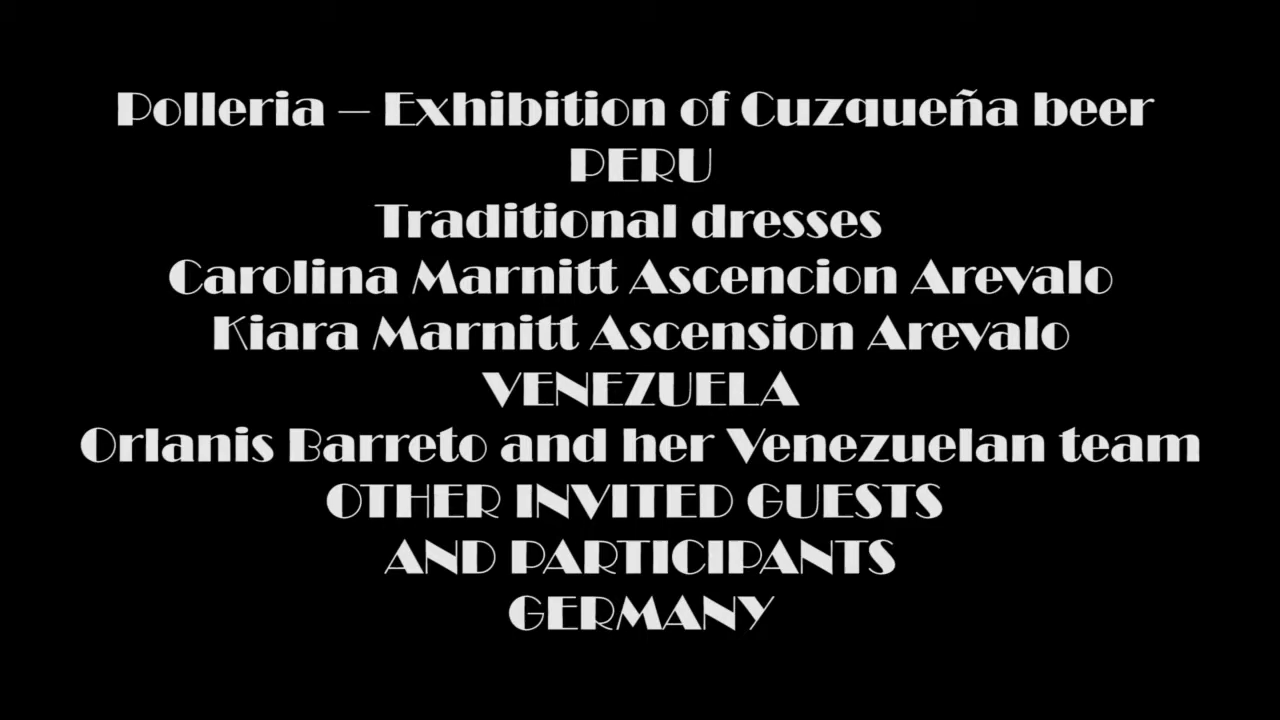 Polleria – Exhibition of Cuzqueña beer
PERU
Traditional dresses
Carolina Marnitt Ascencion Arevalo
Kiara Marnitt Ascension Arevalo
VENEZUELA
Orlanis Barreto and her Venezuelan team
OTHER INVITED GUESTS
AND PARTICIPANTS
GERMANY